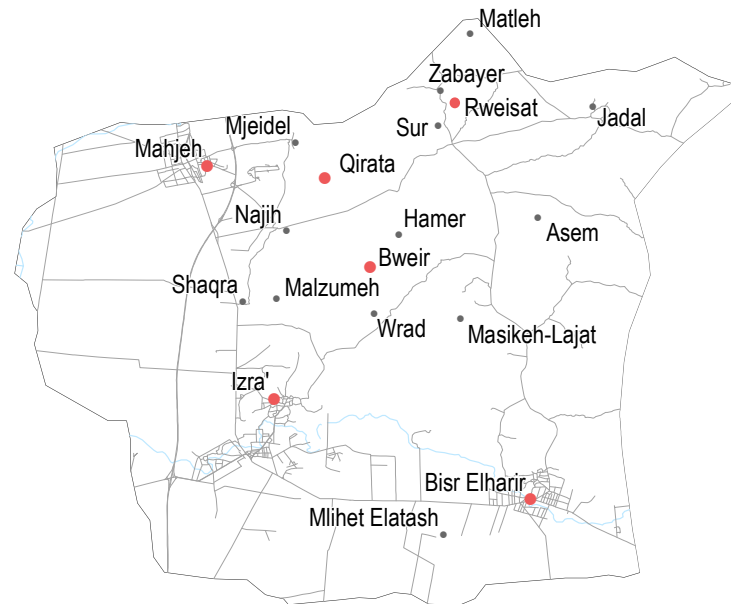 Matleh
Zabayer
Rweisat
Jadal
Sur
Mjeidel
Mahjeh
Qirata
Najih
Hamer
Asem
Bweir
Shaqra
Malzumeh
Wrad
Masikeh-Lajat
Izra'
Bisr Elharir
Mlihet Elatash